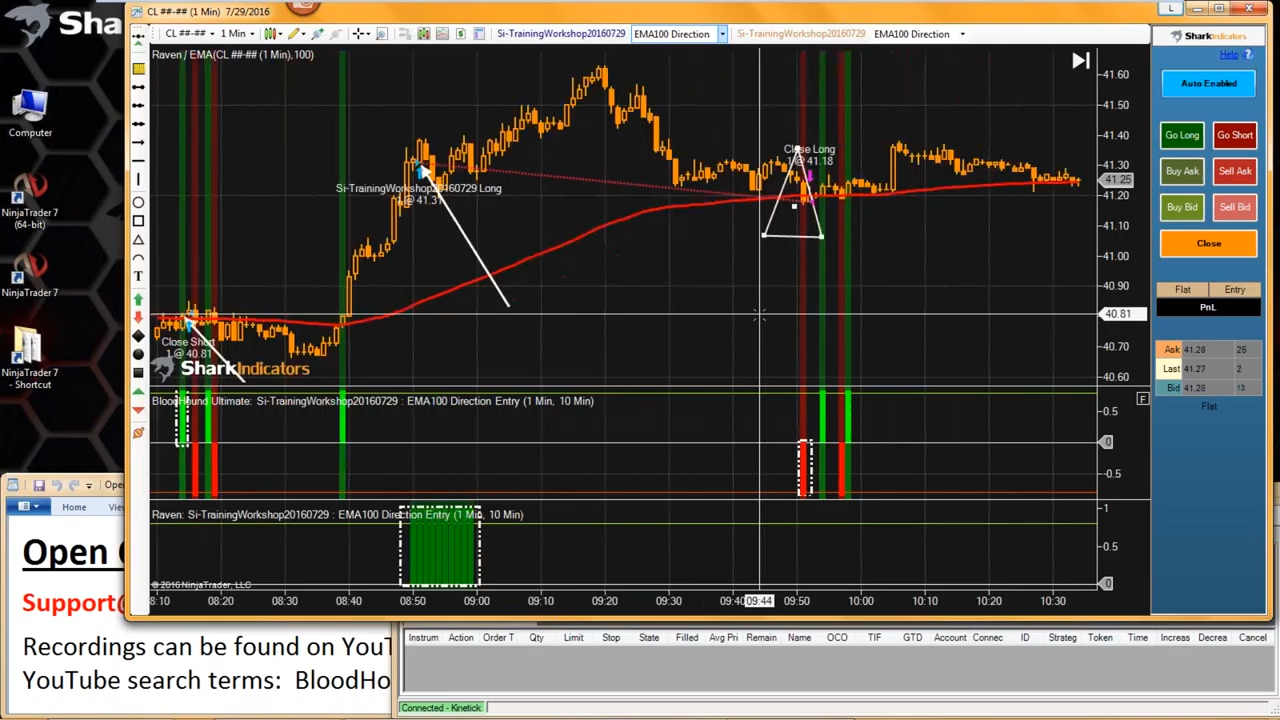 Sha
Computer
NinjaTrader 7
(64-bit)
NinjaTrader 7
NinjaTrader 7
- Shortcut
CL ##-## (1 Min) 7/29/2016
L
CL ##-## 1 Min Si-TrainingWorkshop20160729 EMA100 Direction Si-TrainingWorkshop20160729 EMA100 Direction
Raven / EMA(CL ##-## (1 Min),100)
41.60
41.50
41.40
41.30
41.25
41.20
41.10
41.00
40.90
40.81
40.70
40.60
Si-TrainingWorkshop20160729 Long
1 @ 41.31
Close Long
1 @ 41.18
Close Short
1 @ 40.81
SharkIndicators
BloodHound Ultimate: Si-TrainingWorkshop20160729 : EMA100 Direction Entry (1 Min, 10 Min)
F
0.5
0
-0.5
Raven: Si-TrainingWorkshop20160729 : EMA100 Direction Entry (1 Min, 10 Min)
1
0.5
0
© 2016 NinjaTrader, LLC
8:10 08:20 08:30 08:40 08:50 09:00 09:10 09:20 09:30 09:40 09:44 09:50 10:00 10:10 10:20 10:30
SharkIndicators
Help
Auto Enabled
Go Long Go Short
Buy Ask Sell Ask
Buy Bid Sell Bid
Close
Flat Entry
PnL
Ask 41.28 25
Last 41.27 2
Bid 41.26 13
Flat
Open
Home View
Open
Support@
Recordings can be found on YouT
YouTube search terms: BloodHo
Instrum Action Order T Qty Limit Stop State Filled Avg Pri Remain Name OCO TIF GTD Account Connec ID Strateg Token Time Increas Decrea Cancel
Connected - Kinetick